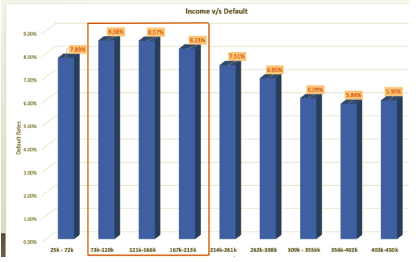 Income v/s Default
9.00%
8.00%
7.00%
6.00%
5.00%
4.00%
3.00%
2.00%
1.00%
0.00%
Default Rates
7.83%
8.58%
8.57%
8.23%
7.51%
6.95%
6.09%
5.84%
5.99%
25k - 72k
73k-120k
121k-166k
167k-213k
214k-261k
262k-308k
309k - 355kk
356k-402k
403k-450k